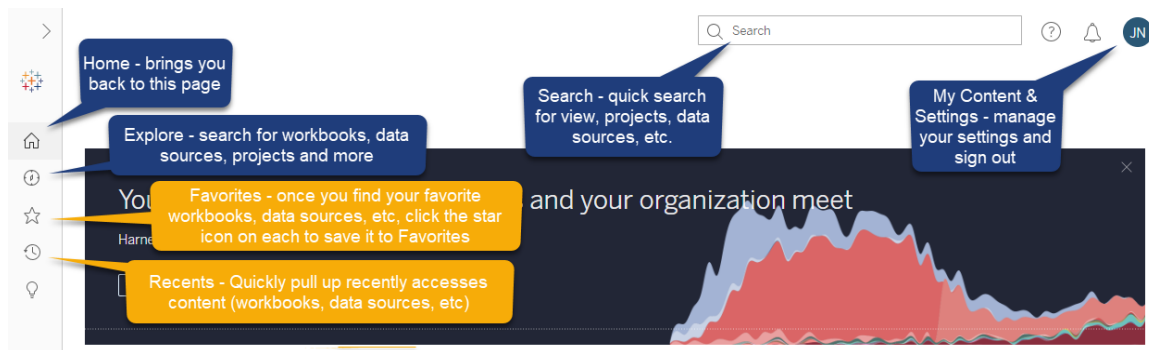 Search
JN
Home - brings you
back to this page
Search - quick search
for view, projects, data
sources, etc.
My Content &
Settings - manage
your settings and
sign out
Explore - search for workbooks, data
sources, projects and more
You
and your organization meet
Favorites - once you find your favorite
workbooks, data sources, etc, click the star
icon on each to save it to Favorites
Harne
Recents - Quickly pull up recently accesses
content (workbooks, data sources, etc)